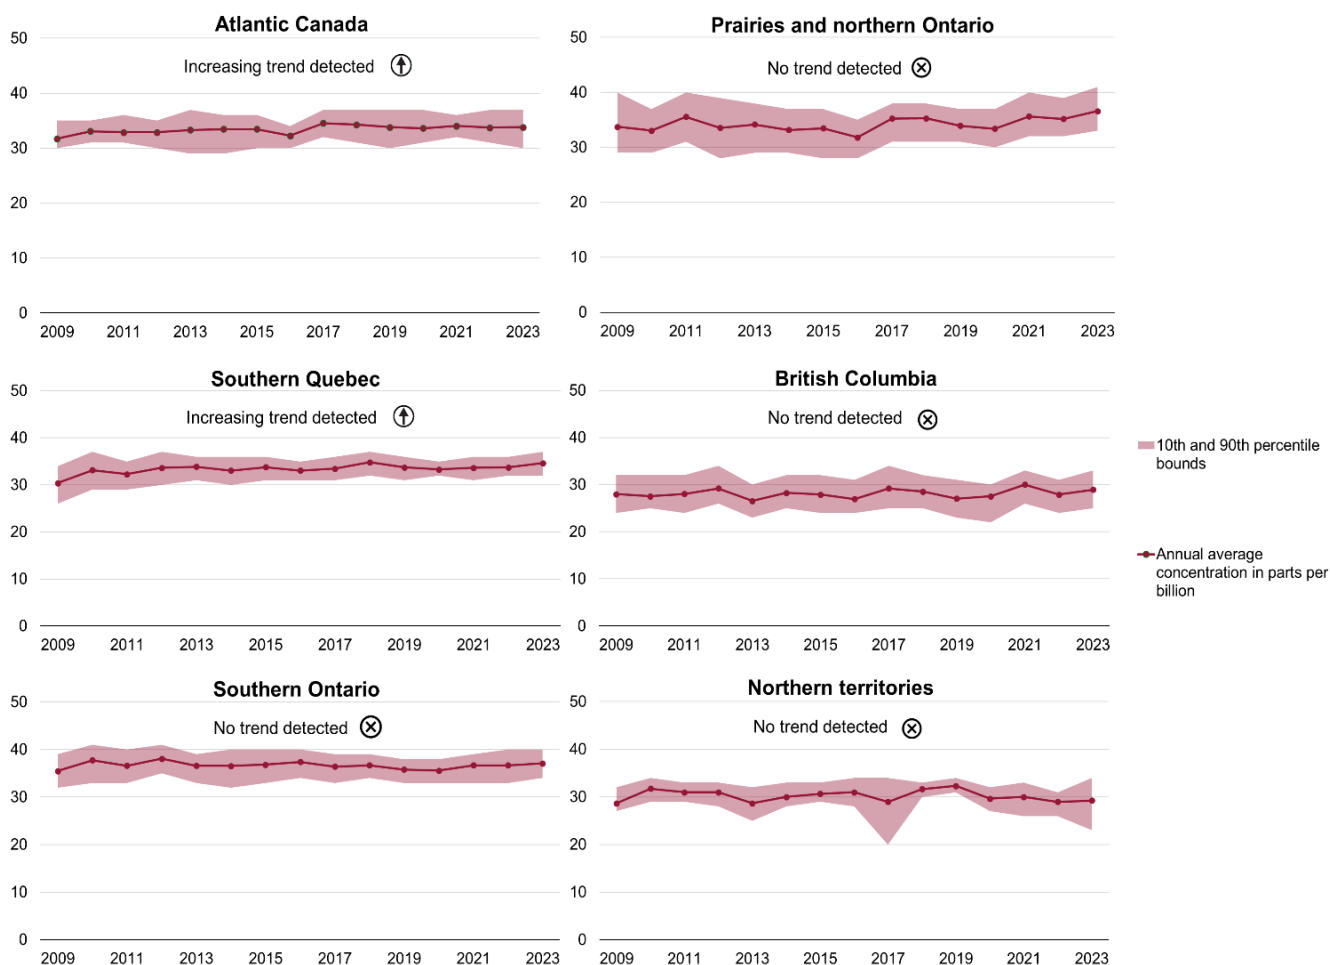 Atlantic Canada
Increasing trend detected
50
40
30
20
10
0
2009 2011 2013 2015 2017 2019 2021 2023
Prairies and northern Ontario
No trend detected
50
40
30
20
10
0
2009 2011 2013 2015 2017 2019 2021 2023
Southern Quebec
Increasing trend detected
50
40
30
20
10
0
2009 2011 2013 2015 2017 2019 2021 2023
British Columbia
No trend detected
50
40
30
20
10
0
2009 2011 2013 2015 2017 2019 2021 2023
Southern Ontario
No trend detected
50
40
30
20
10
0
2009 2011 2013 2015 2017 2019 2021 2023
Northern territories
No trend detected
50
40
30
20
10
0
2009 2011 2013 2015 2017 2019 2021 2023
10th and 90th percentile
bounds
Annual average
concentration in parts per
billion